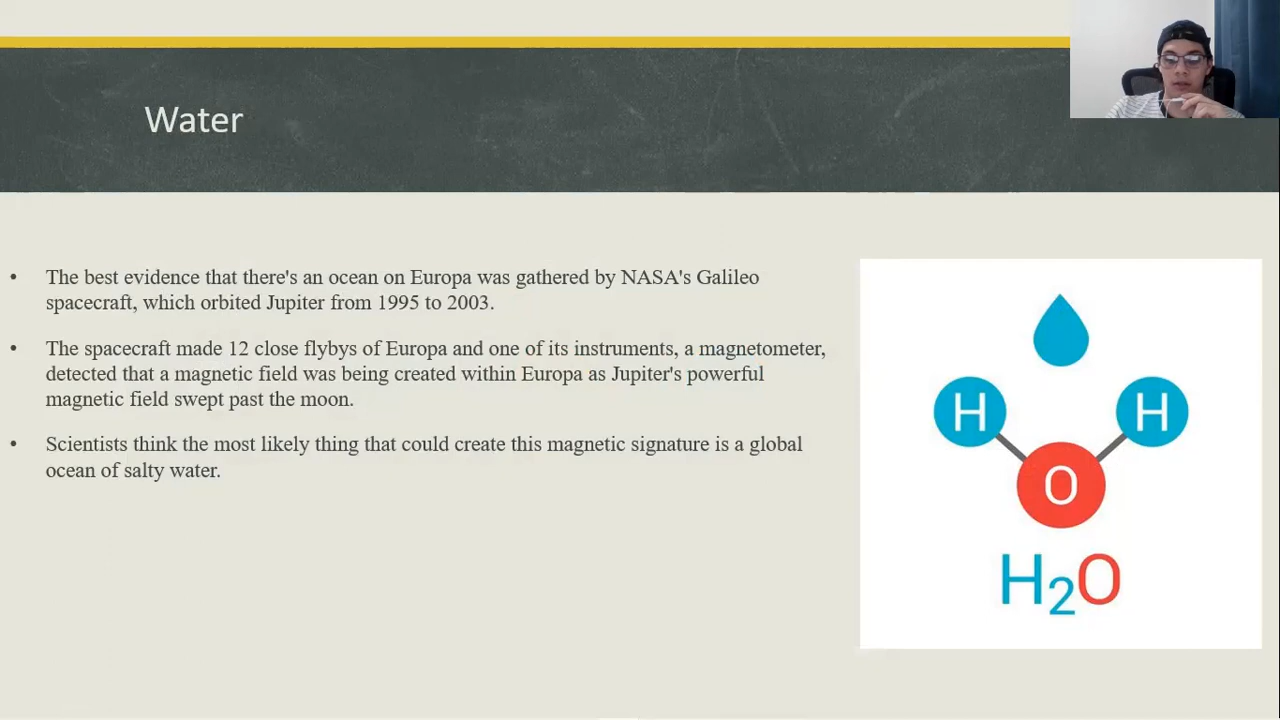 Water
• The best evidence that there's an ocean on Europa was gathered by NASA's Galileo
spacecraft, which orbited Jupiter from 1995 to 2003.
• The spacecraft made 12 close flybys of Europa and one of its instruments, a magnetometer,
detected that a magnetic field was being created within Europa as Jupiter's powerful
magnetic field swept past the moon.
• Scientists think the most likely thing that could create this magnetic signature is a global
ocean of salty water.
H H
O
H₂O